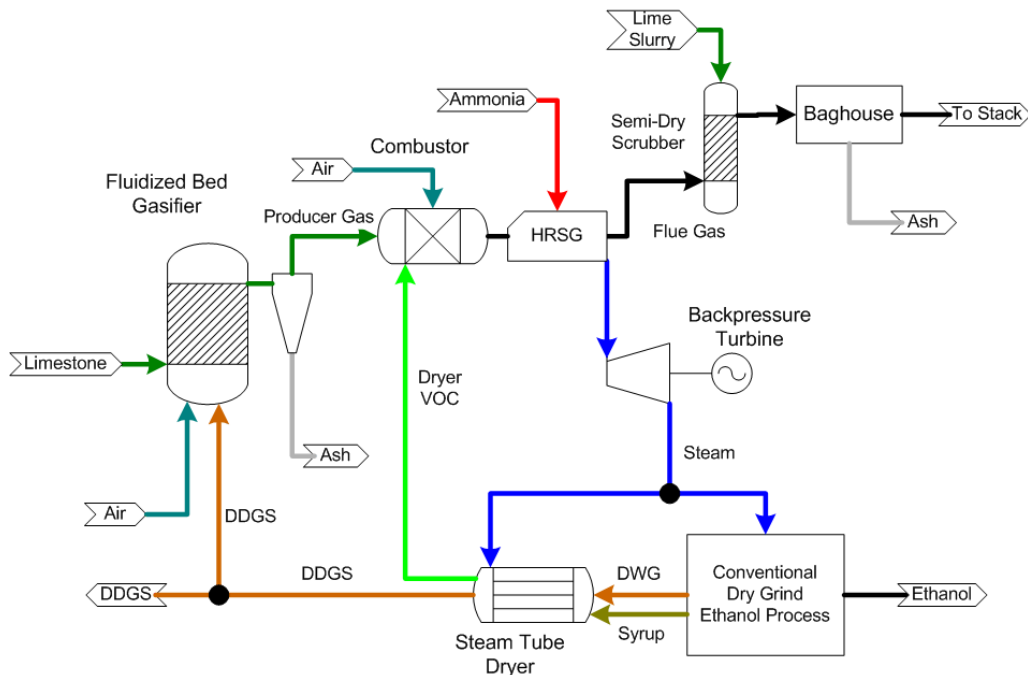 Lime
Slurry
Ammonia
Semi-Dry
Scrubber
Baghouse
To Stack
Combustor
Air
Fluidized Bed
Gasifier
Producer Gas
HRSG
Flue Gas
Ash
Backpressure
Turbine
Limestone
Dryer
VOC
Ash
Steam
Air
DDGS
DDGS
DDGS
DWG
Syrup
Conventional
Dry Grind
Ethanol Process
Ethanol
Steam Tube
Dryer